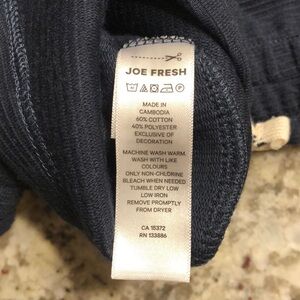 JOE FRESH
MADE IN
CAMBODIA
60% COTTON
40% POLYESTER
EXCLUSIVE OF
DECORATION
MACHINE WASH WARM.
WASH WITH LIKE
COLOURS
ONLY NON-CHLORINE
BLEACH WHEN NEEDED
TUMBLE DRY LOW
LOW IRON
REMOVE PROMPTLY
FROM DRYER
CA 15372
RN 133886